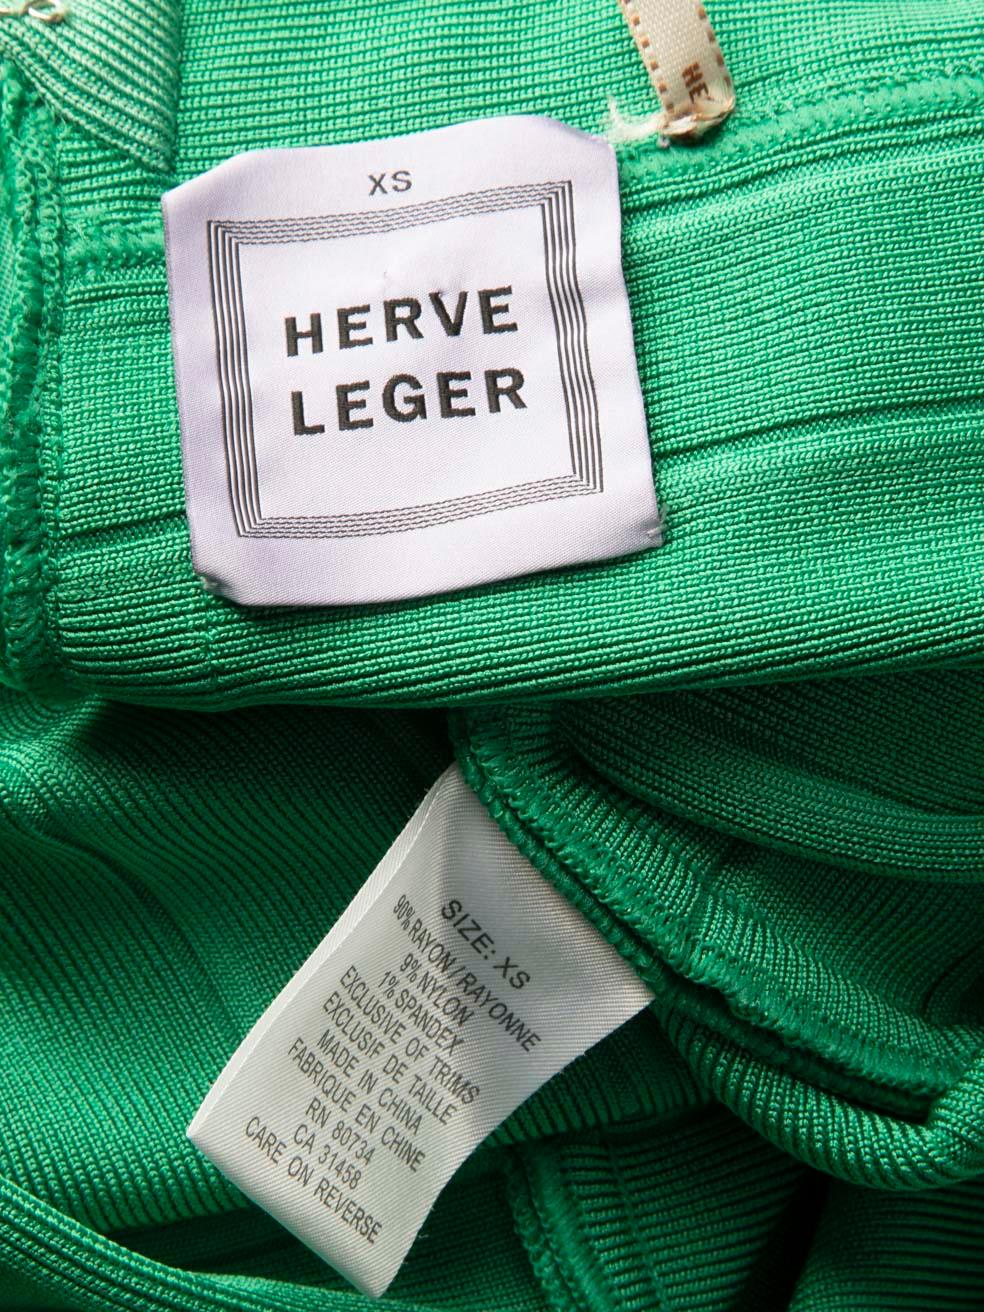 HE
XS
HERVE
LEGER
SIZE: XS
90% RAYON/RAYONNE
9% NYLON
1% SPANDEX
EXCLUSIVE OF TRIMS
EXCLUSIF DE TAILLE
MADE IN CHINA
FABRIQUE EN CHINE
RN 80734
CA 31458
CARE ON REVERSE